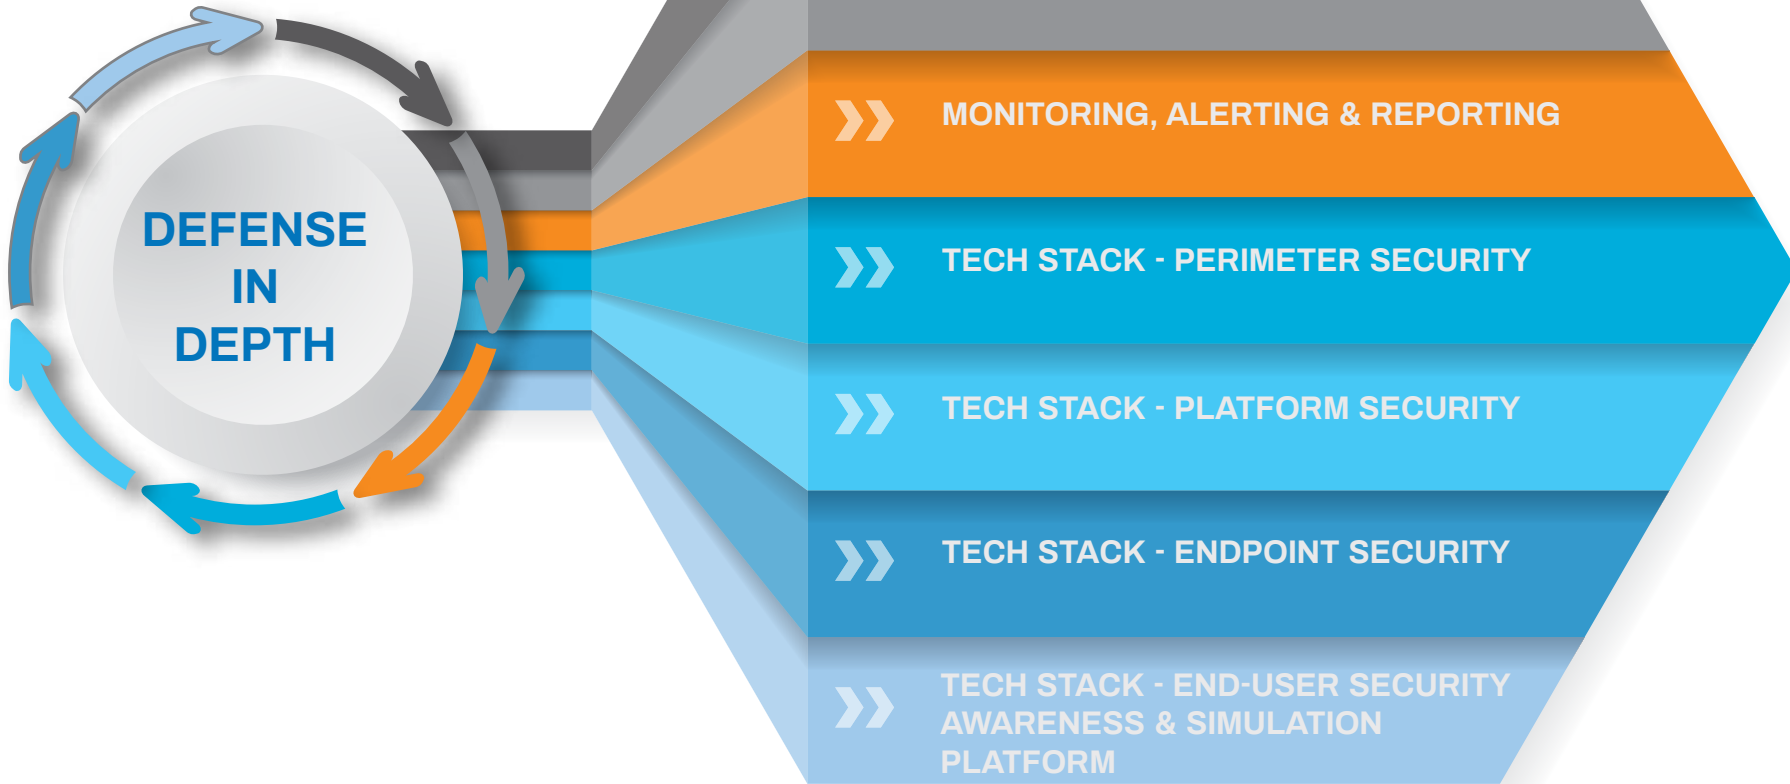 DEFENSE
IN
DEPTH
MONITORING, ALERTING & REPORTING
TECH STACK - PERIMETER SECURITY
TECH STACK - PLATFORM SECURITY
TECH STACK - ENDPOINT SECURITY
TECH STACK - END-USER SECURITY
AWARENESS & SIMULATION
PLATFORM